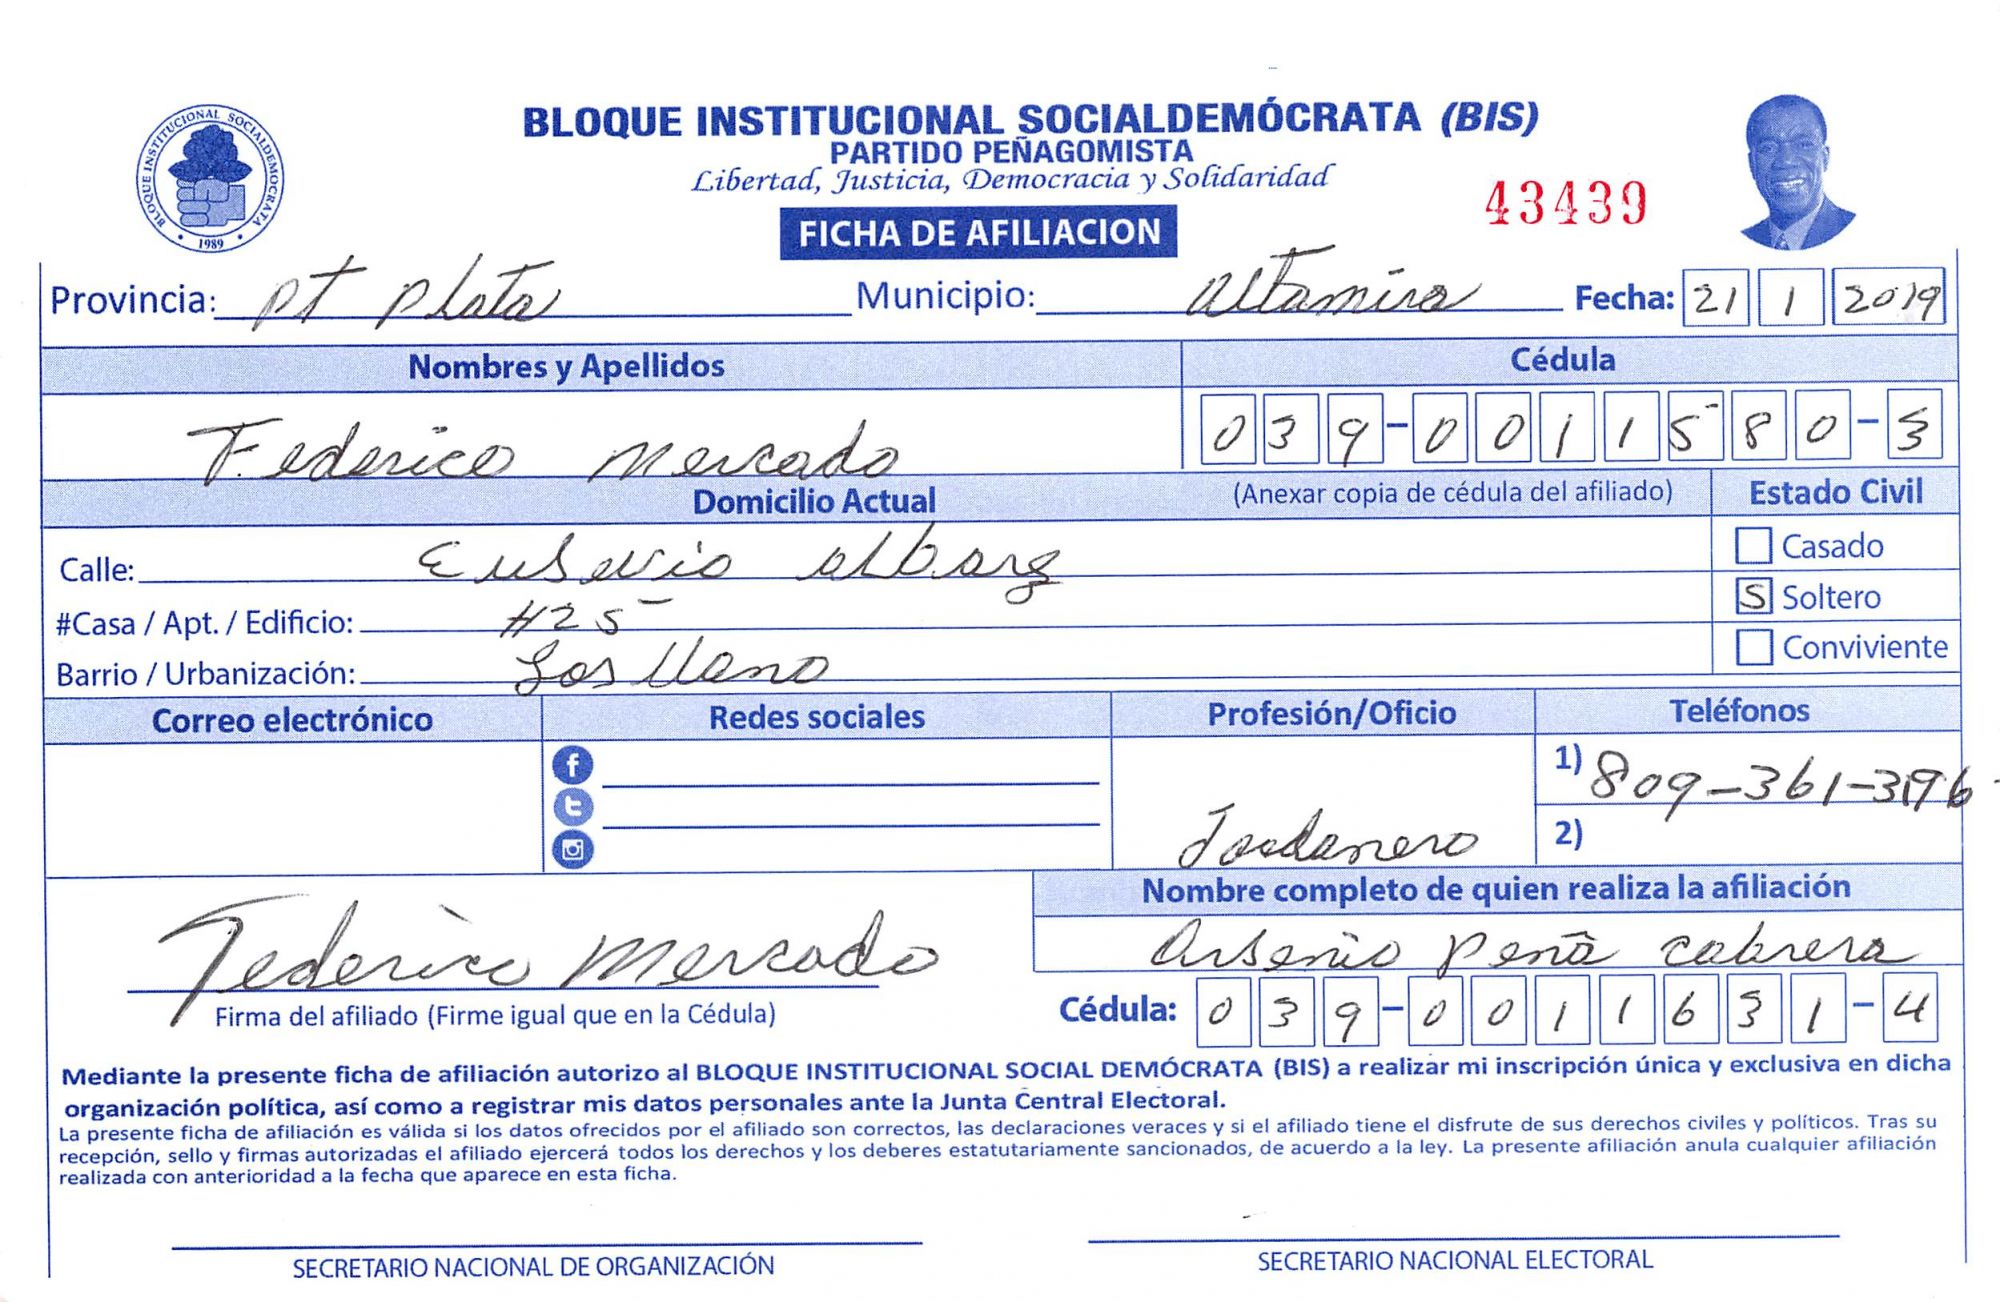 BLOQUE INSTITUCIONAL SOCIALDEMÓCRATA (BIS)
PARTIDO PEÑAGOMISTA
Libertad, Justicia, Democracia y Solidaridad
43439
BLOQUE INSTITUCIONAL SOCIALDEMOCRATA
1989
FICHA DE AFILIACION
Provincia: Pt Plata Municipio: Altamira Fecha: 21 1 2019
Nombres y Apellidos Cédula
Federico Mercado 039-0011580-3
Domicilio Actual (Anexar copia de cédula del afiliado) Estado Civil
Calle: Eusevio Casado
#Casa / Apt. / Edificio: #25 S Soltero
Barrio / Urbanización: Los llano Conviviente
Correo electrónico Redes sociales Profesión/Oficio Teléfonos
1) 809-361-3196
2)
Nombre completo de quien realiza la afiliación
Federico Mercado Arsenio Peña Cabrera
Firma del afiliado (Firme igual que en la Cédula) Cédula: 039-0011631-4
Mediante la presente ficha de afiliación autorizo al BLOQUE INSTITUCIONAL SOCIAL DEMÓCRATA (BIS) a realizar mi inscripción única y exclusiva en dicha
organización política, así como a registrar mis datos personales ante la Junta Central Electoral.
La presente ficha de afiliación es válida si los datos ofrecidos por el afiliado son correctos, las declaraciones veraces y si el afiliado tiene el disfrute de sus derechos civiles y políticos. Tras su
recepción, sello y firmas autorizadas el afiliado ejercerá todos los derechos y los deberes estatutariamente sancionados, de acuerdo a la ley. La presente afiliación anula cualquier afiliación
realizada con anterioridad a la fecha que aparece en esta ficha.
SECRETARIO NACIONAL DE ORGANIZACIÓN SECRETARIO NACIONAL ELECTORAL